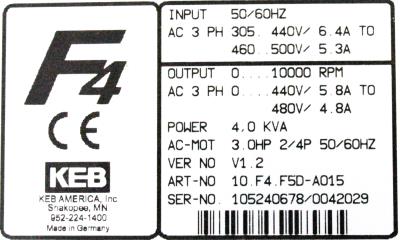 F4
CE
KEB
KEB AMERICA, Inc
Shakopee, MN
952-224-1400
Made in Germany
INPUT 50/60HZ
AC 3 PH 305. 440V/ 6.4A TO
460..500V/ 5.3A
OUTPUT 0....10000 RPM
AC 3 PH 0....440V/ 5.8A TO
480V/ 4.8A
POWER 4,0 KVA
AC-MOT 3.0HP 2/4P 50/60HZ
VER NO V1.2
ART-NO 10.F4.F5D-A015
SER-NO. 105240678/0042029